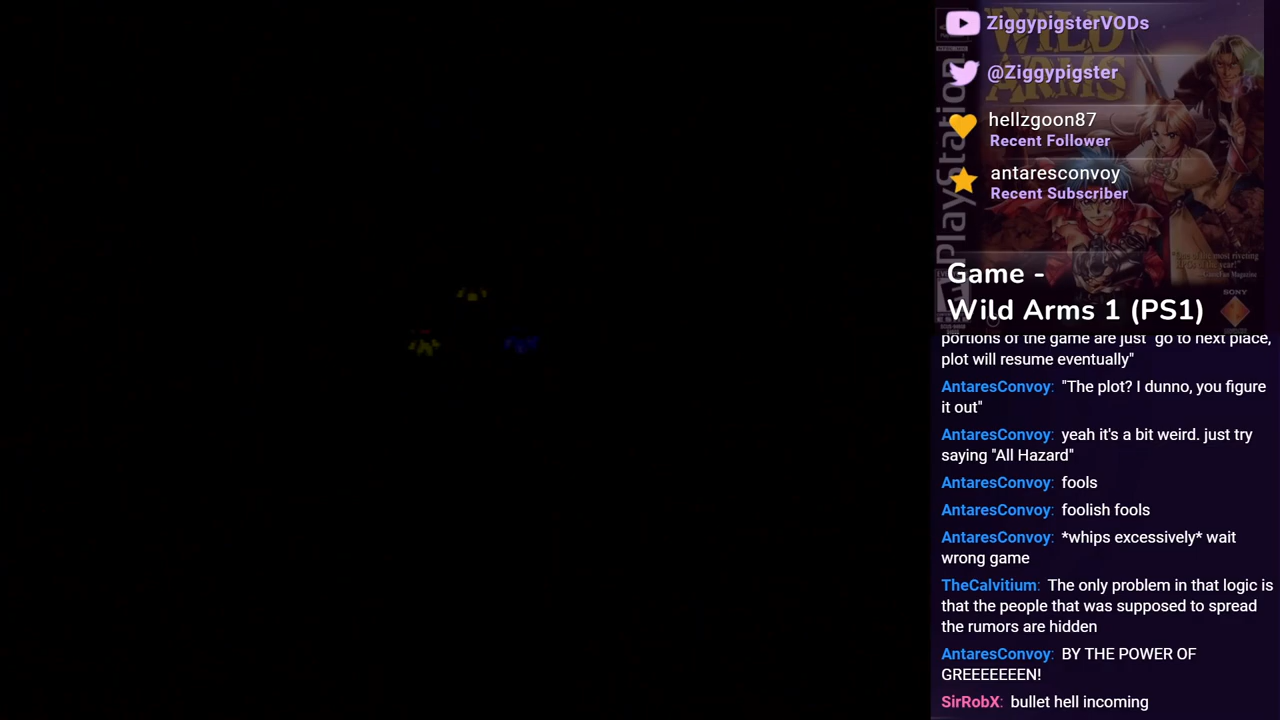 ZiggypigsterVODs
@Ziggypigster
hellzgoon87
Recent Follower
antaresconvoy
Recent Subscriber
WILD
ARMS
PlayStation
Game -
Wild Arms 1 (PS1)
SONY
portions of the game are just "go to next place,
plot will resume eventually"
AntaresConvoy: "The plot? I dunno, you figure
it out"
AntaresConvoy: yeah it's a bit weird. just try
saying "All Hazard"
AntaresConvoy: fools
AntaresConvoy: foolish fools
AntaresConvoy: *whips excessively* wait
wrong game
TheCalvitium: The only problem in that logic is
that the people that was supposed to spread
the rumors are hidden
AntaresConvoy: BY THE POWER OF
GREEEEEEEN!
SirRobX: bullet hell incoming